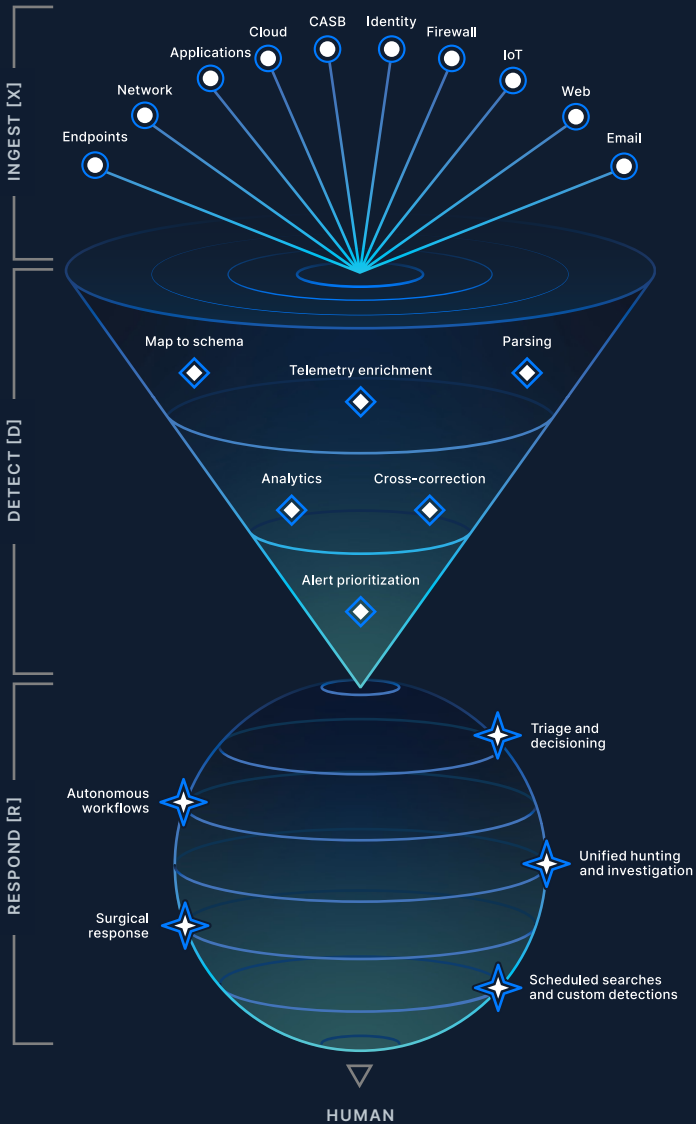 INGEST [X]
CASB
Identity
Cloud
Firewall
Applications
IoT
Network
Web
Endpoints
Email
DETECT [D]
Map to schema
Parsing
Telemetry enrichment
Analytics
Cross-correction
Alert prioritization
RESPOND [R]
Triage and
decisioning
Autonomous
workflows
Unified hunting
and investigation
Surgical
response
Scheduled searches
and custom detections
HUMAN